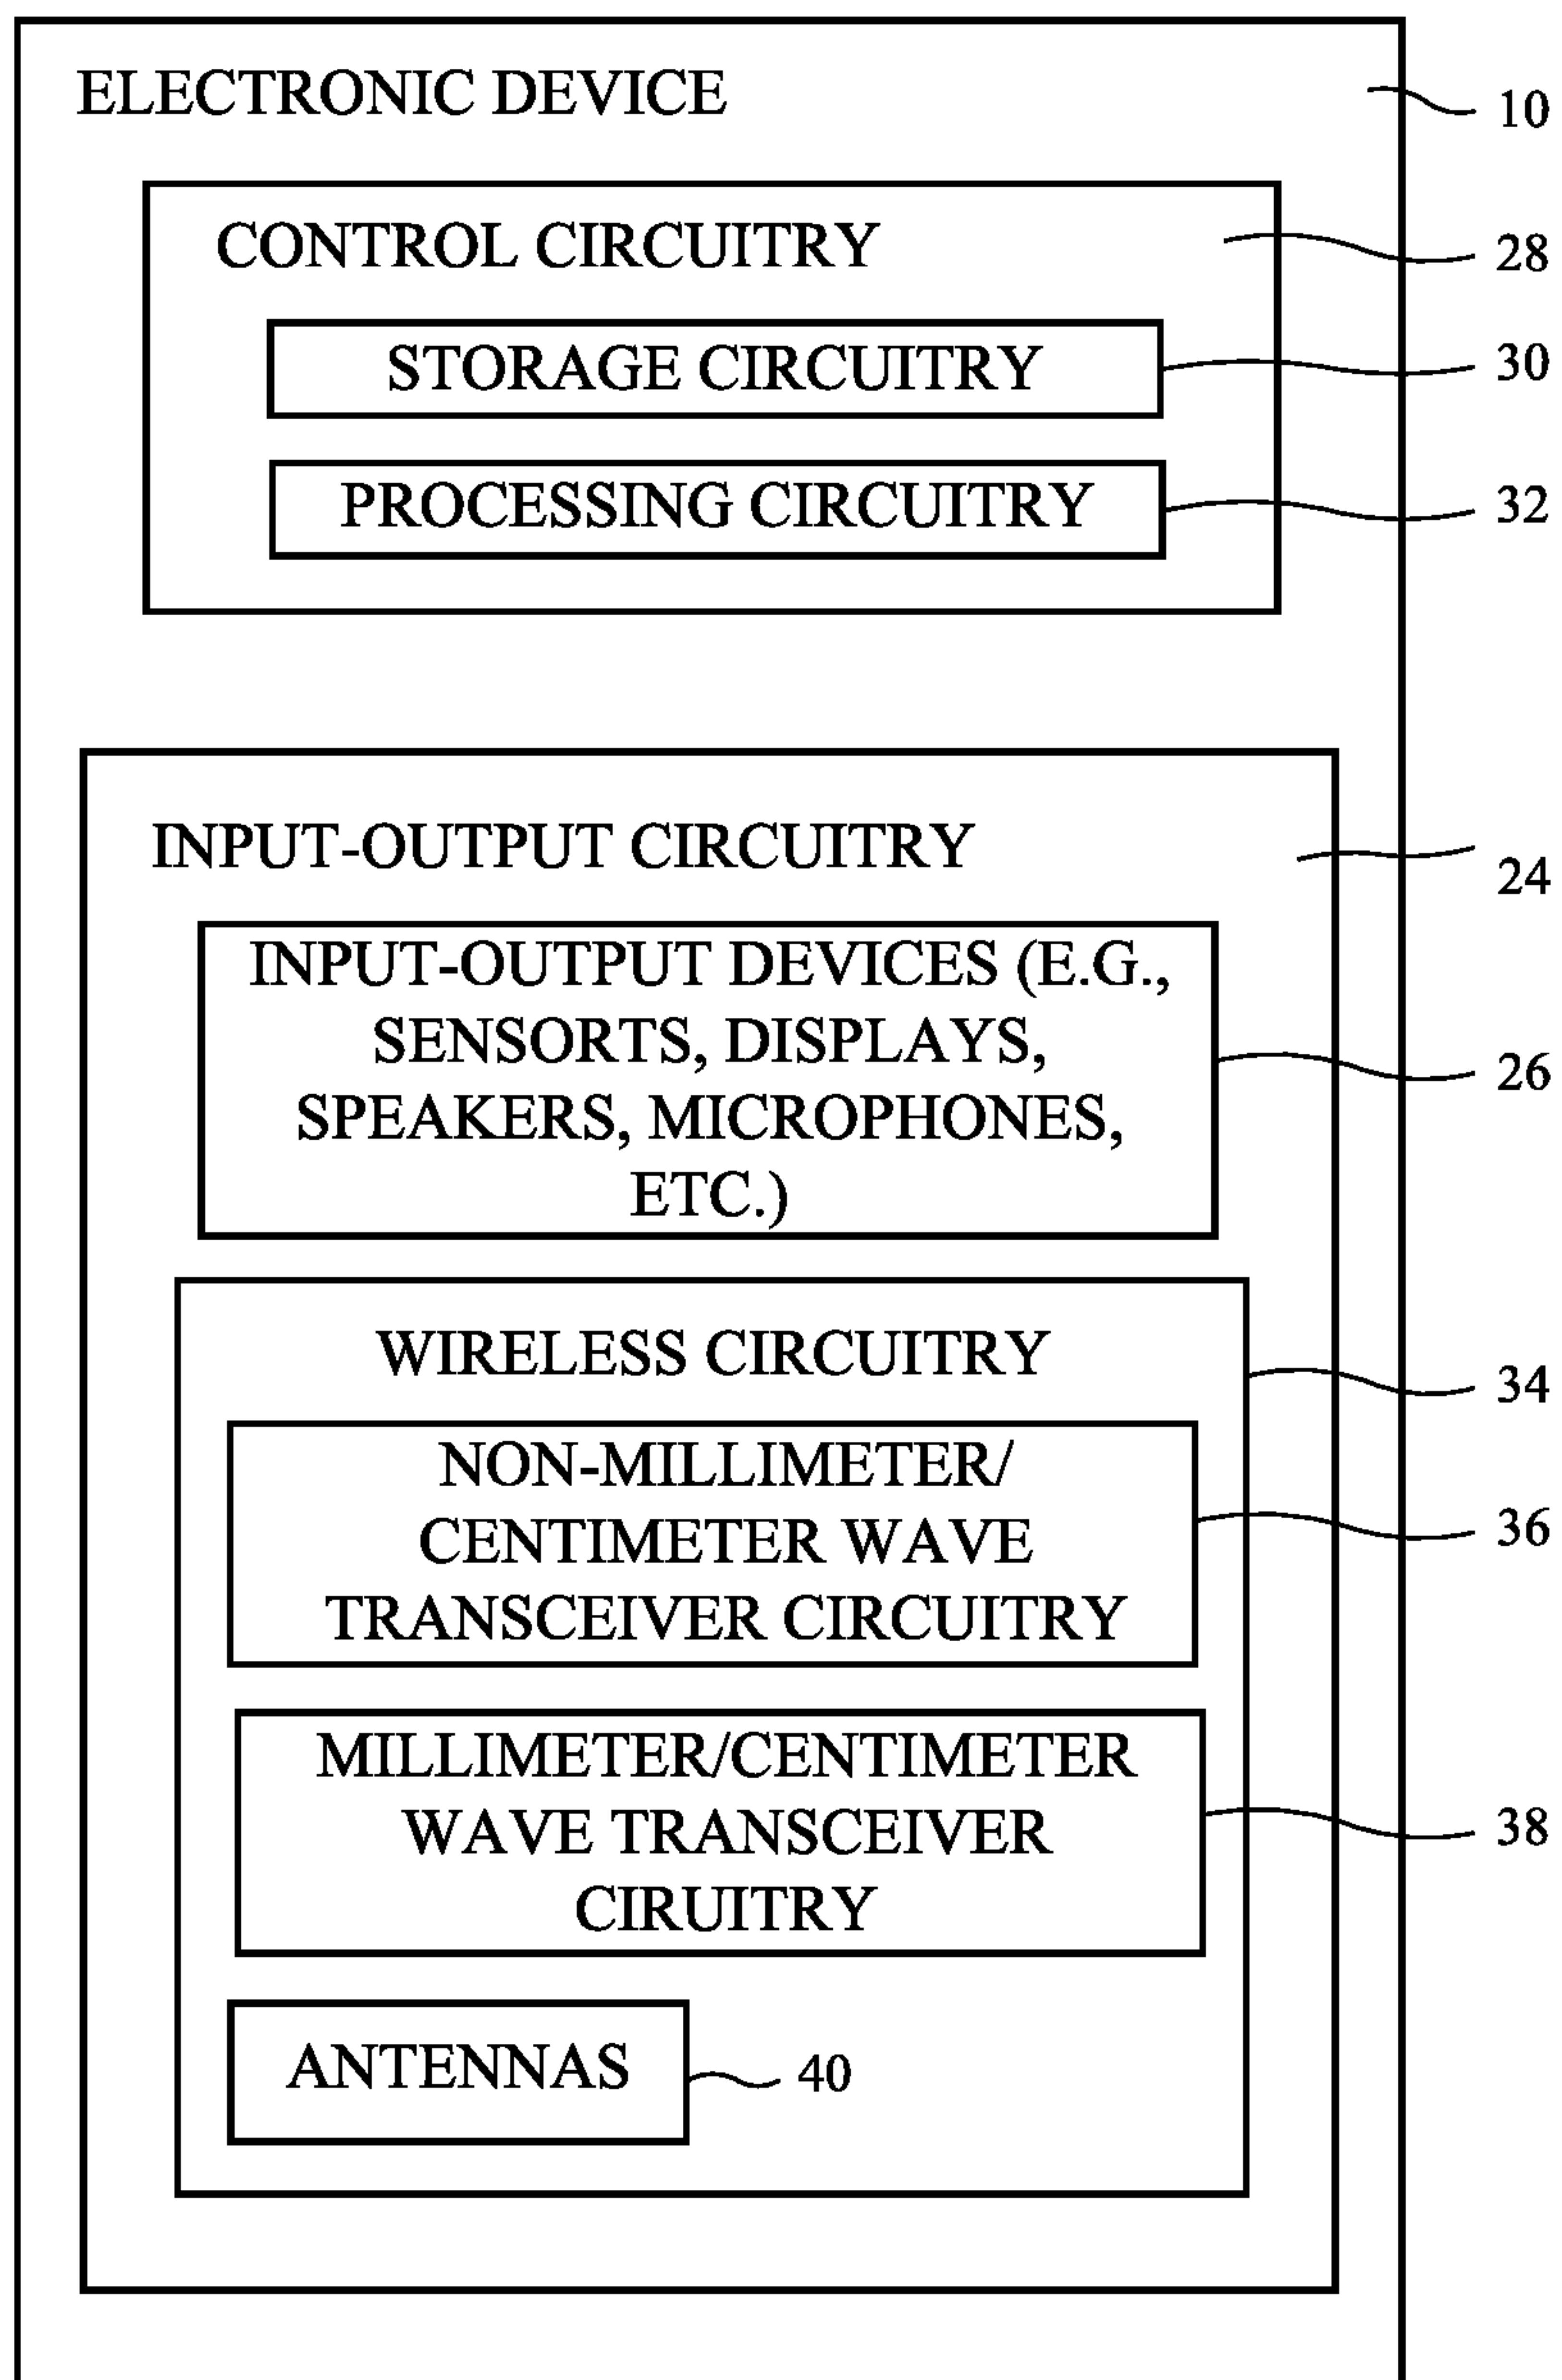 ELECTRONIC DEVICE
10
CONTROL CIRCUITRY
28
STORAGE CIRCUITRY
30
PROCESSING CIRCUITRY
32
INPUT-OUTPUT CIRCUITRY
24
INPUT-OUTPUT DEVICES (E.G.,
SENSORTS, DISPLAYS,
SPEAKERS, MICROPHONES,
ETC.)
26
WIRELESS CIRCUITRY
34
NON-MILLIMETER/
CENTIMETER WAVE
TRANSCEIVER CIRCUITRY
36
MILLIMETER/CENTIMETER
WAVE TRANSCEIVER
CIRUITRY
38
ANTENNAS
40